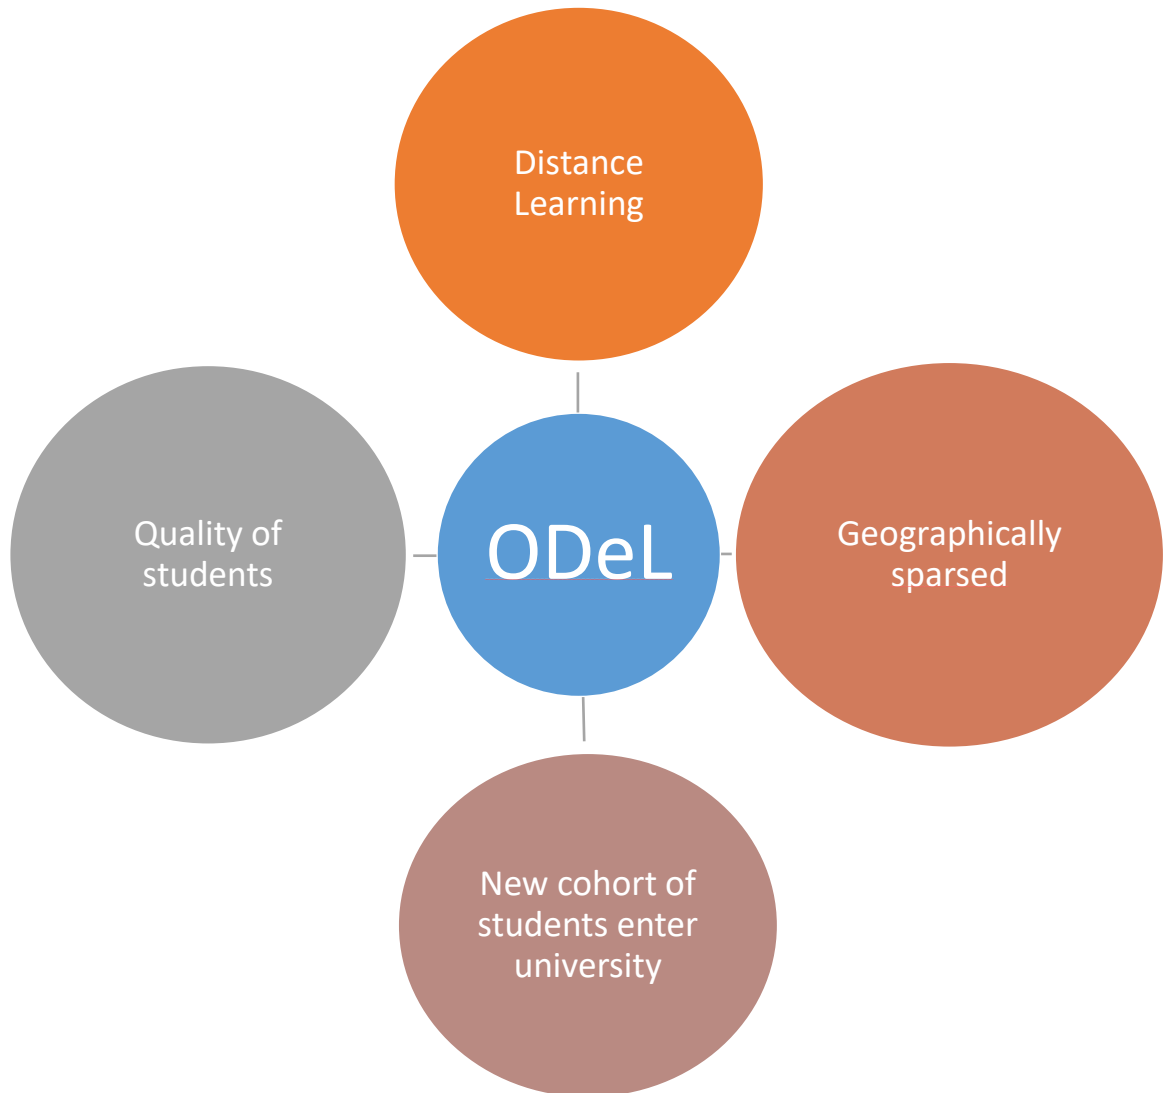 Distance
Learning
Quality of
students
ODeL
Geographically
sparsed
New cohort of
students enter
university